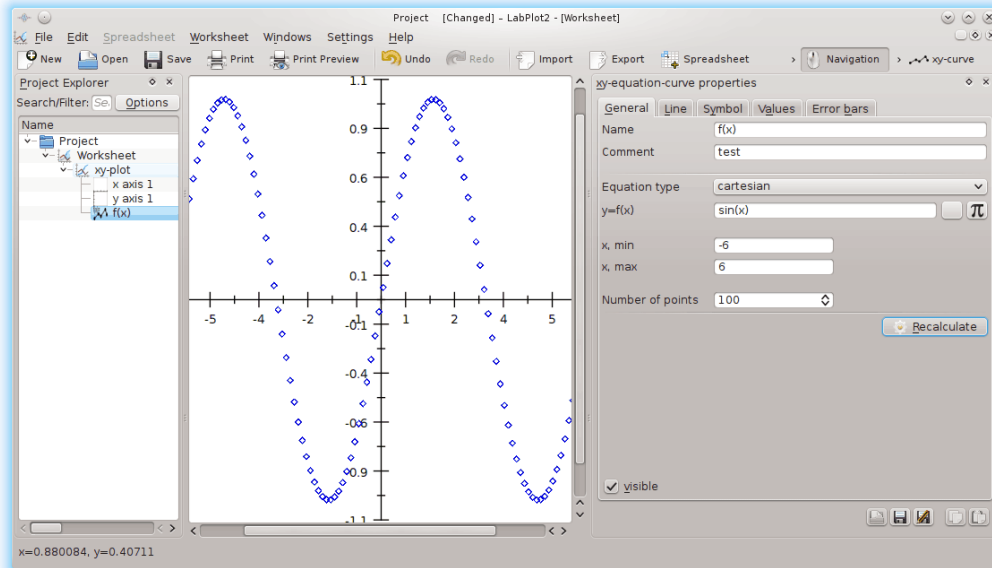 Project    [Changed] – LabPlot2 - [Worksheet]
File Edit Spreadsheet Worksheet Windows Settings Help
New Open Save Print Print Preview Undo Redo Import Export Spreadsheet Navigation xy-curve
Project Explorer
Search/Filter: Se. Options
Name
Project
Worksheet
xy-plot
x axis 1
y axis 1
f(x)
x=0.880084, y=0.40711
1.1
0.9
0.6
0.4
0.1
-5 -4 -2 -1 1 2 4 5
-0.1
-0.4
-0.6
-0.9
-1.1
xy-equation-curve properties
General Line Symbol Values Error bars
Name f(x)
Comment test
Equation type cartesian
y=f(x) sin(x) π
x, min -6
x, max 6
Number of points 100
Recalculate
visible